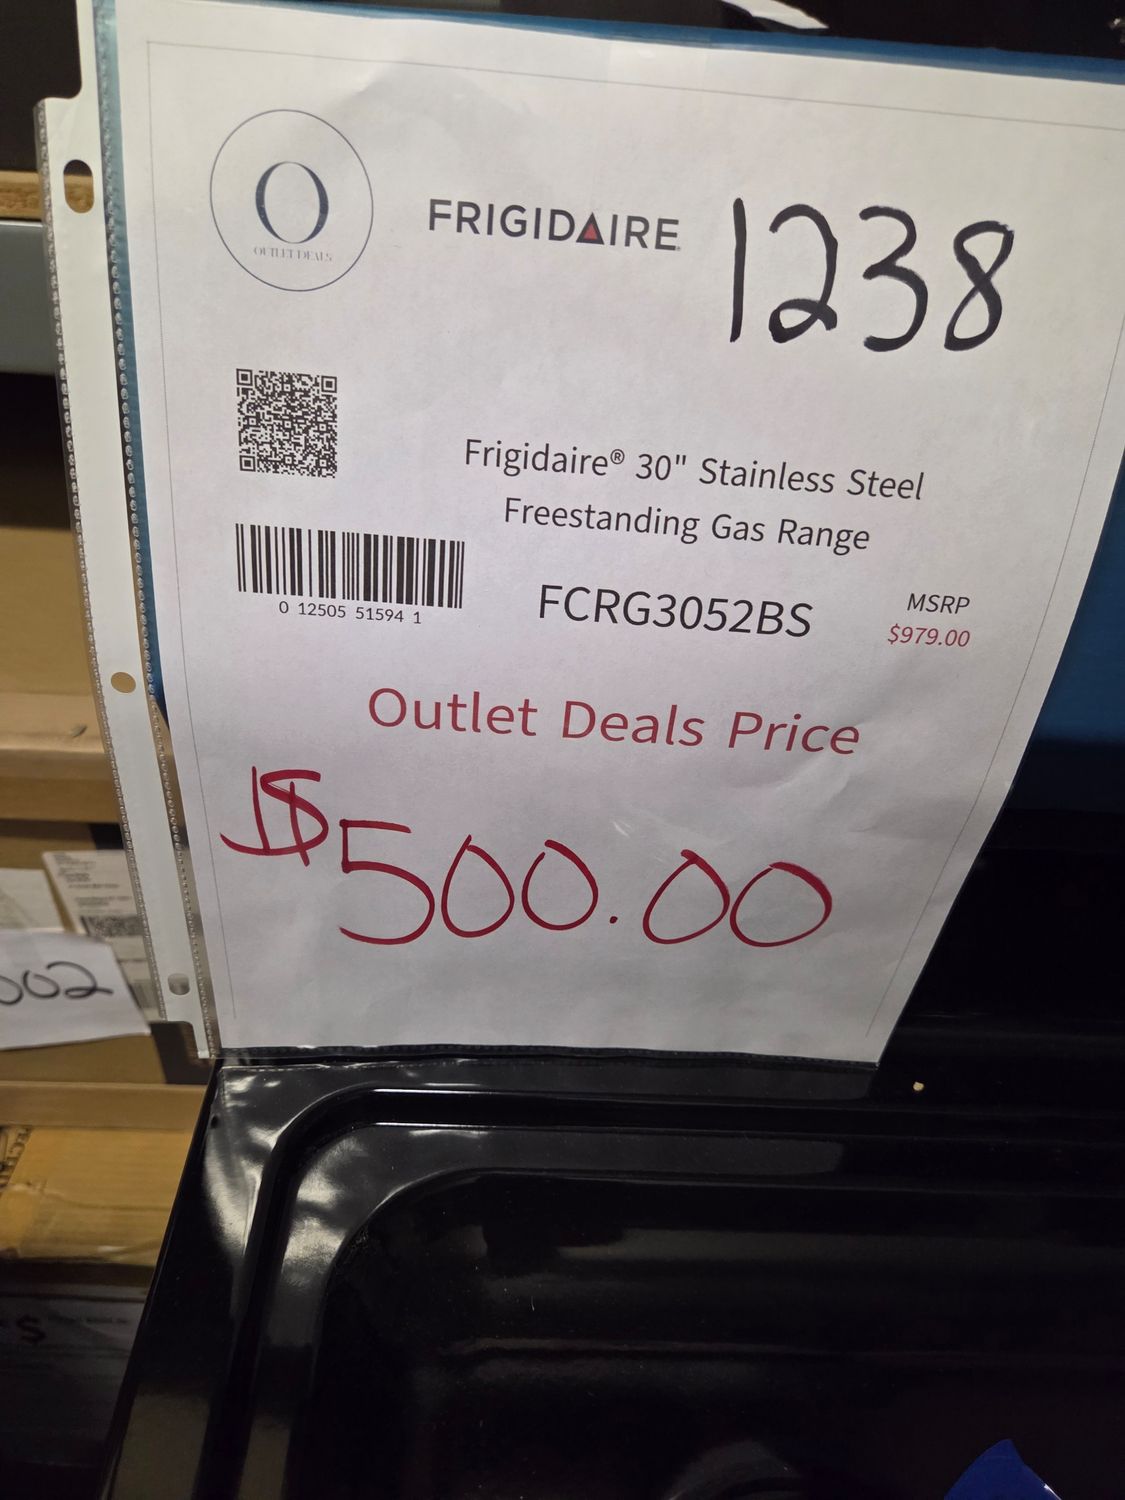 O
OUTLET DEALS
FRIGIDAIRE
1238
Frigidaire® 30" Stainless Steel
Freestanding Gas Range
0 12505 51594 1
FCRG3052BS
MSRP
$979.00
Outlet Deals Price
$500.00
002
$